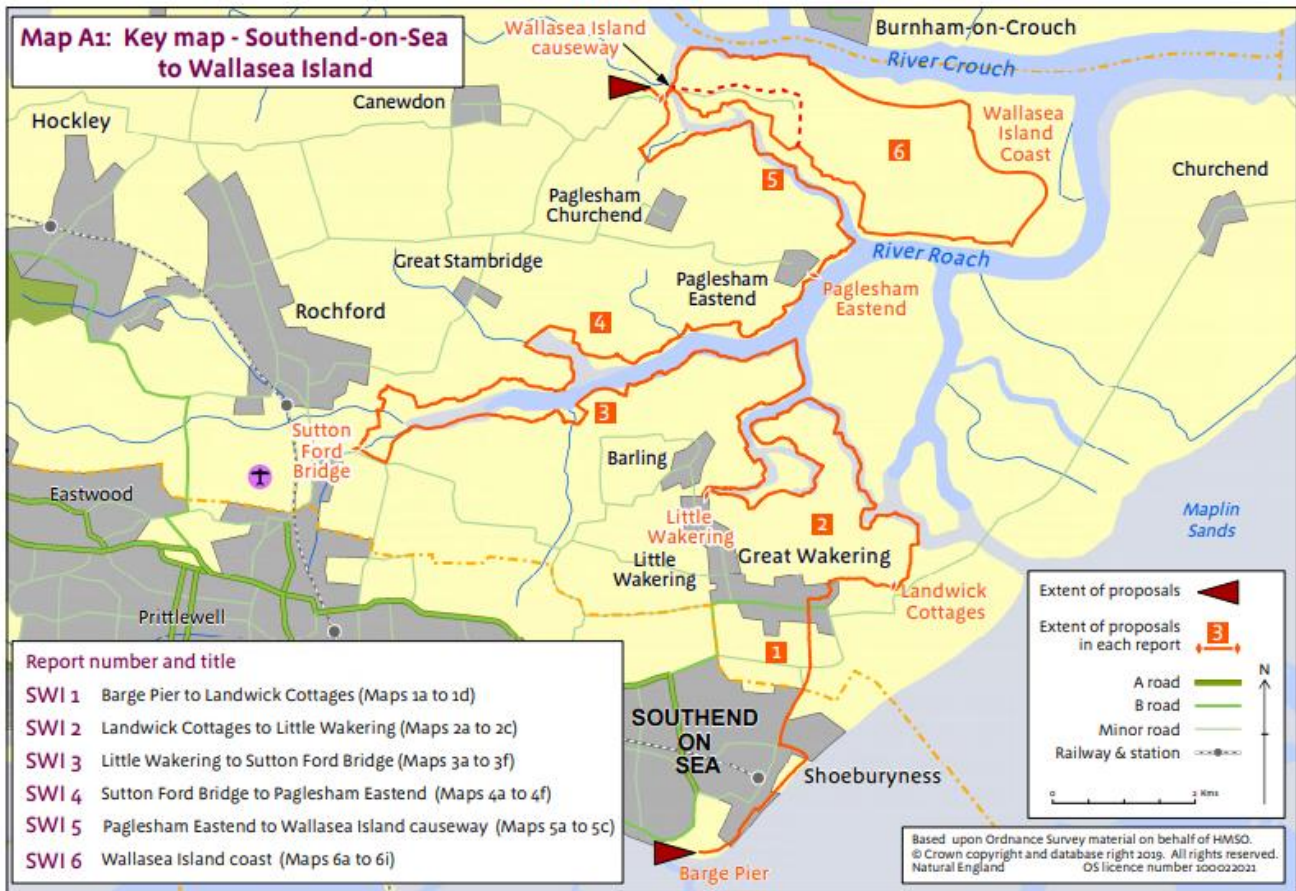 Map A1: Key map - Southend-on-Sea
to Wallasea Island
Wallasea Island
causeway
Burnham-on-Crouch
River Crouch
Canewdon
Hockley
Wallasea
Island
Coast
6
Churchend
5
Paglesham
Churchend
River Roach
Great Stambridge
Paglesham
Eastend
Paglesham
Eastend
Rochford
4
3
Sutton
Ford
Bridge
Barling
Eastwood
Little
Wakering
2
Maplin
Sands
Little
Wakering
Great Wakering
Landwick
Cottages
Prittlewell
1
SOUTHEND
ON
SEA
Shoeburyness
Barge Pier
Report number and title
SWI 1 Barge Pier to Landwick Cottages (Maps 1a to 1d)
SWI 2 Landwick Cottages to Little Wakering (Maps 2a to 2c)
SWI 3 Little Wakering to Sutton Ford Bridge (Maps 3a to 3f)
SWI 4 Sutton Ford Bridge to Paglesham Eastend (Maps 4a to 4f)
SWI 5 Paglesham Eastend to Wallasea Island causeway (Maps 5a to 5c)
SWI 6 Wallasea Island coast (Maps 6a to 6i)
Extent of proposals
Extent of proposals
in each report
3
A road
B road
Minor road
Railway & station
N
0 2 Kms
Based upon Ordnance Survey material on behalf of HMSO.
© Crown copyright and database right 2019. All rights reserved.
Natural England OS licence number 100022021